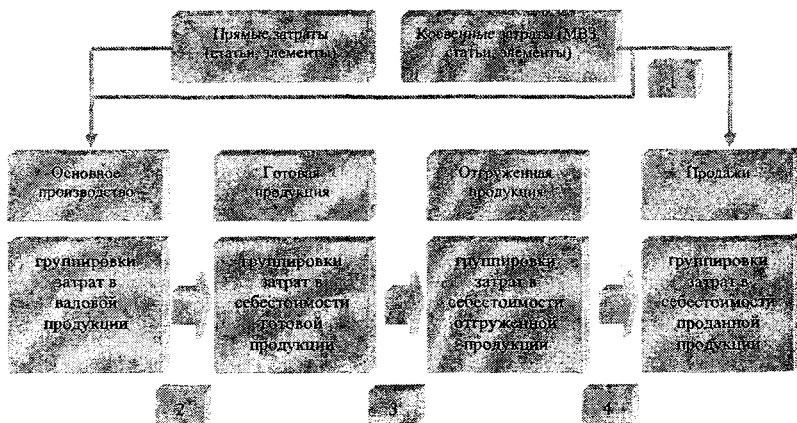 Прямые затраты
(статьи, элементы)
Косвенные затраты (МВЗ,
статьи, элементы)
1
Основное
производство
Готовая
продукция
Отгруженная
продукция
Продажи
группировки
затрат в
валовой
продукции
группировки
затрат в
себестоимости
готовой
продукции
группировки
затрат в
себестоимости
отгруженной
продукции
группировки
затрат в
себестоимости
проданной
продукции
2
3
4